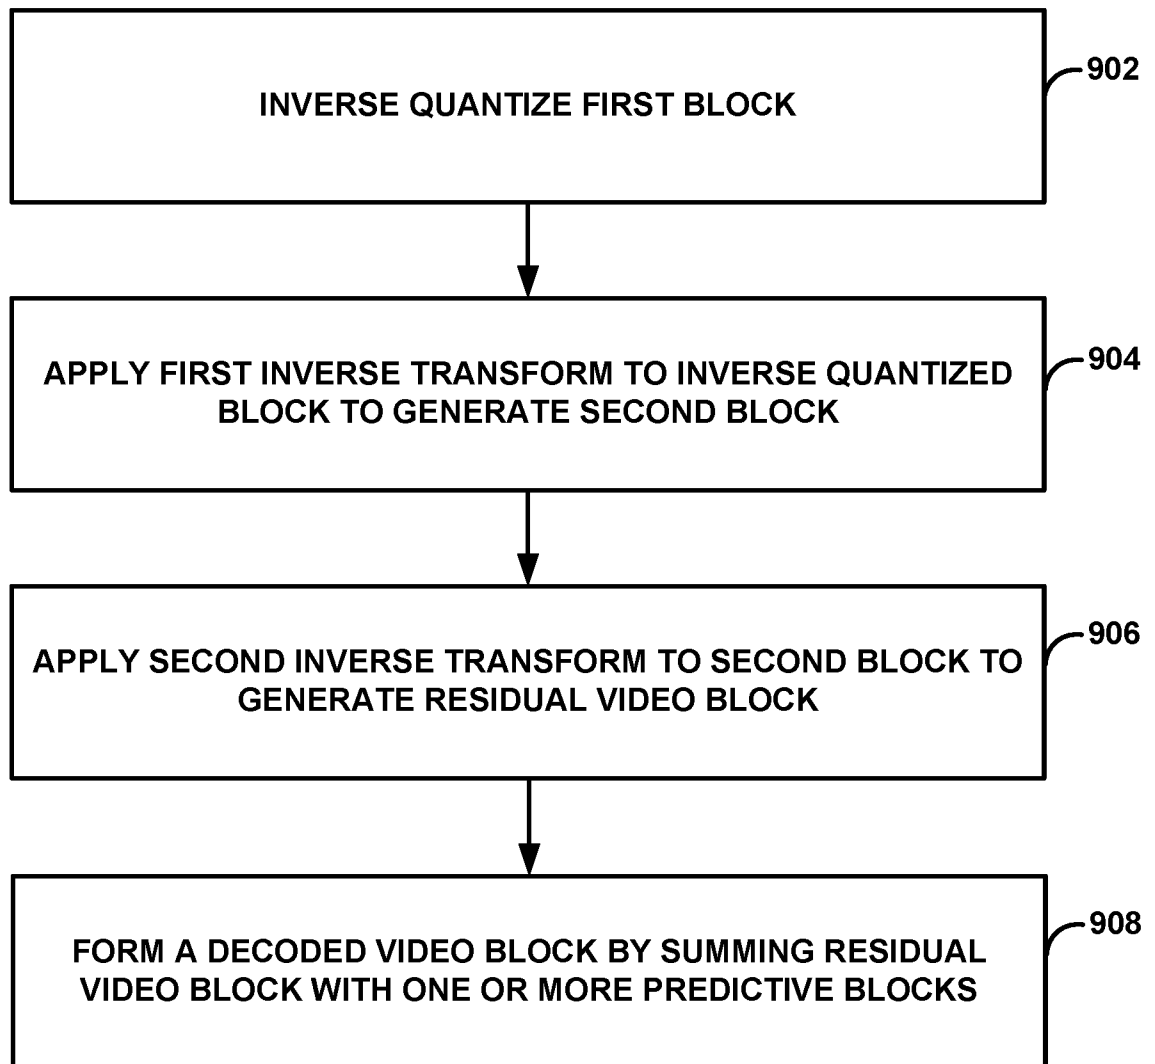 INVERSE QUANTIZE FIRST BLOCK
902
APPLY FIRST INVERSE TRANSFORM TO INVERSE QUANTIZED
BLOCK TO GENERATE SECOND BLOCK
904
APPLY SECOND INVERSE TRANSFORM TO SECOND BLOCK TO
GENERATE RESIDUAL VIDEO BLOCK
906
FORM A DECODED VIDEO BLOCK BY SUMMING RESIDUAL
VIDEO BLOCK WITH ONE OR MORE PREDICTIVE BLOCKS
908